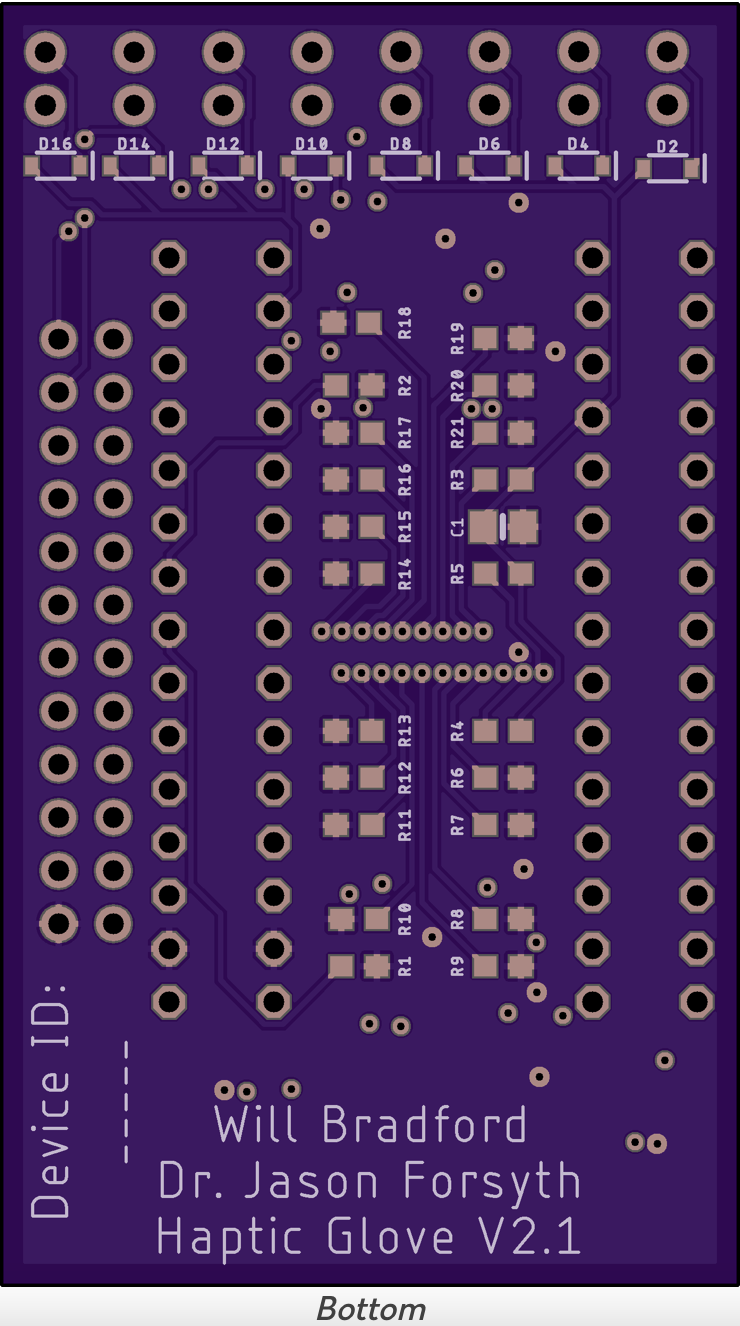 D16 D14 D12 D10 D8 D6 D4 D2
R18
R19
R2
R20
R17
R21
R16
R3
R15
C1
R14
R5
R13
R4
R12
R6
R11
R7
R10
R8
R1
R9
Device ID:
Will Bradford
Dr. Jason Forsyth
Haptic Glove V2.1
Bottom